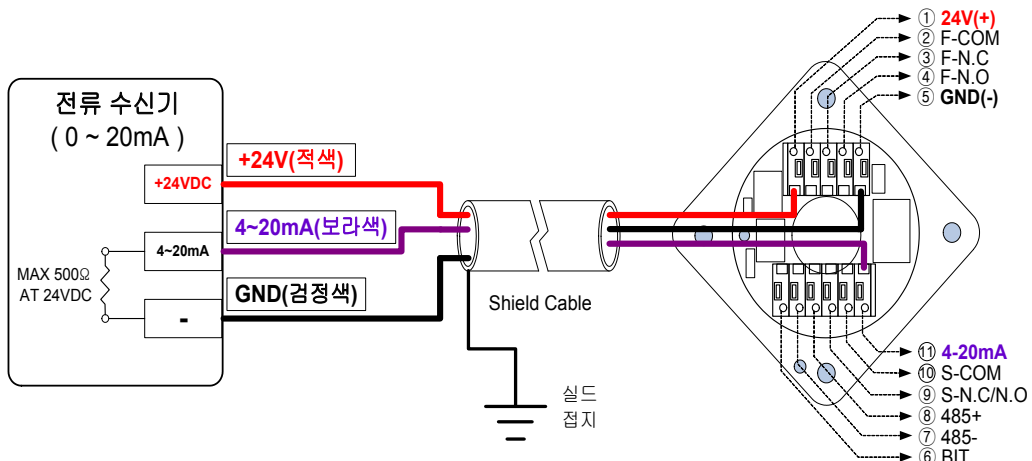 전류 수신기
( 0 ~ 20mA )
+24VDC
4~20mA
-
MAX 500Ω
AT 24VDC
+24V(적색)
4~20mA(보라색)
GND(검정색)
Shield Cable
실드
접지
① 24V(+)
② F-COM
③ F-N.C
④ F-N.O
⑤ GND(-)
⑪ 4-20mA
⑩ S-COM
⑨ S-N.C/N.O
⑧ 485+
⑦ 485-
⑥ BIT